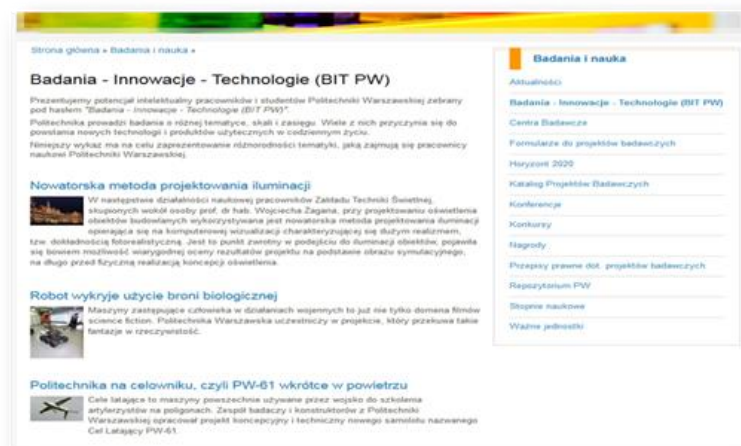 Strona główna » Badania i nauka »
Badania - Innowacje - Technologie (BIT PW)
Prezentujemy potencjał intelektualny pracowników i studentów Politechniki Warszawskiej zebrany
pod hasłem "Badania - Innowacje - Technologie (BIT PW)".
Politechnika prowadzi badania o różnej tematyce, skali i zasięgu. Wiele z nich przyczynia się do
powstania nowych technologii i produktów użytecznych w codziennym życiu.
Niniejszy wykaz ma na celu zaprezentowanie różnorodności tematyki, jaką zajmują się pracownicy
naukowi Politechniki Warszawskiej.
Nowatorska metoda projektowania iluminacji
W następstwie działalności naukowej pracowników Zakładu Techniki Świetlnej,
skupionych wokół osoby prof. dr hab. Wojciecha Żagana, przy projektowaniu oświetlenia
obiektów budowlanych wykorzystywana jest nowatorska metoda projektowania iluminacji
opierająca się na komputerowej wizualizacji charakteryzującej się dużym realizmem,
tzw. dokładnością fotorealistyczną. Jest to punkt zwrotny w podejściu do iluminacji obiektów, pojawiła
się bowiem możliwość wiarygodnej oceny rezultatów projektu na podstawie obrazu symulacyjnego,
na długo przed fizyczną realizacją koncepcji oświetlenia.
Robot wykryje użycie broni biologicznej
Maszyny zastępujące człowieka w działaniach wojennych to już nie tylko domena filmów
science fiction. Politechnika Warszawska uczestniczy w projekcie, który przekuwa takie
fantazje w rzeczywistość.
Politechnika na celowniku, czyli PW-61 wkrótce w powietrzu
Cele latające to maszyny powszechnie używane przez wojsko do szkolenia
artylerzystów na poligonach. Zespół badaczy i konstruktorów z Politechniki
Warszawskiej opracował projekt koncepcyjny i techniczny nowego samolotu nazwanego
Cel Latający PW-61.
Badania i nauka
Aktualności
Badania - Innowacje - Technologie (BIT PW)
Centra Badawcze
Formularze do projektów badawczych
Horyzont 2020
Katalog Projektów Badawczych
Konferencje
Konkursy
Nagrody
Przepisy prawne dot. projektów badawczych
Repozytorium PW
Stopnie naukowe
Ważne jednostki